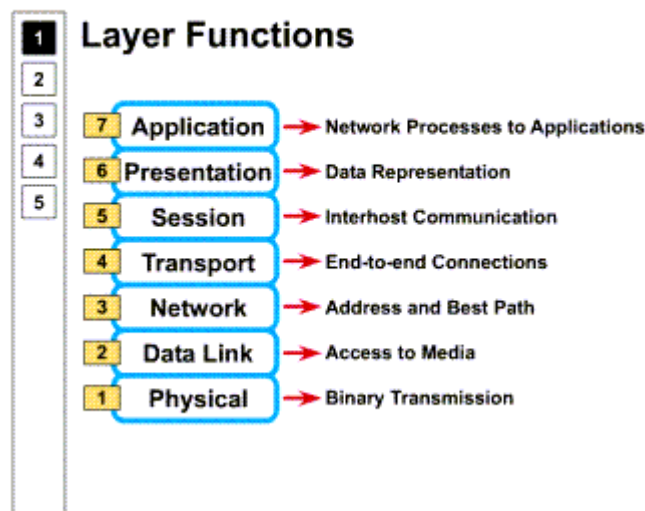 1
Layer Functions
2
3
4
5
7 Application Network Processes to Applications
6 Presentation Data Representation
5 Session Interhost Communication
4 Transport End-to-end Connections
3 Network Address and Best Path
2 Data Link Access to Media
1 Physical Binary Transmission